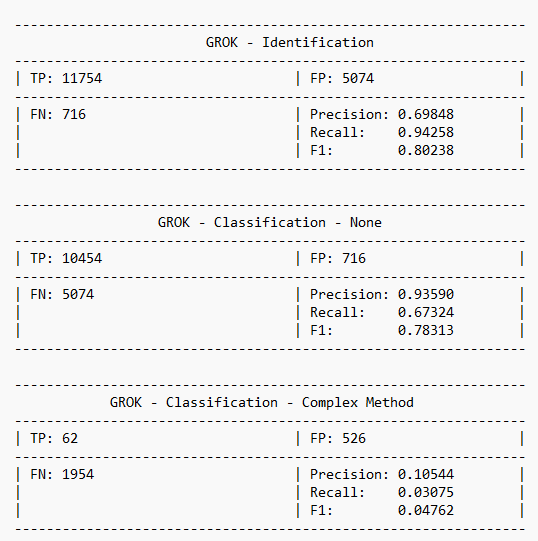 ----------------------------------------------------------------
GROK - Identification
----------------------------------------------------------------
| TP: 11754 | FP: 5074 |
----------------------------------------------------------------
| FN: 716 | Precision: 0.69848 |
| | Recall: 0.94258 |
| | F1: 0.80238 |
----------------------------------------------------------------
----------------------------------------------------------------
GROK - Classification - None
----------------------------------------------------------------
| TP: 10454 | FP: 716 |
----------------------------------------------------------------
| FN: 5074 | Precision: 0.93590 |
| | Recall: 0.67324 |
| | F1: 0.78313 |
----------------------------------------------------------------
----------------------------------------------------------------
GROK - Classification - Complex Method
----------------------------------------------------------------
| TP: 62 | FP: 526 |
----------------------------------------------------------------
| FN: 1954 | Precision: 0.10544 |
| | Recall: 0.03075 |
| | F1: 0.04762 |
----------------------------------------------------------------